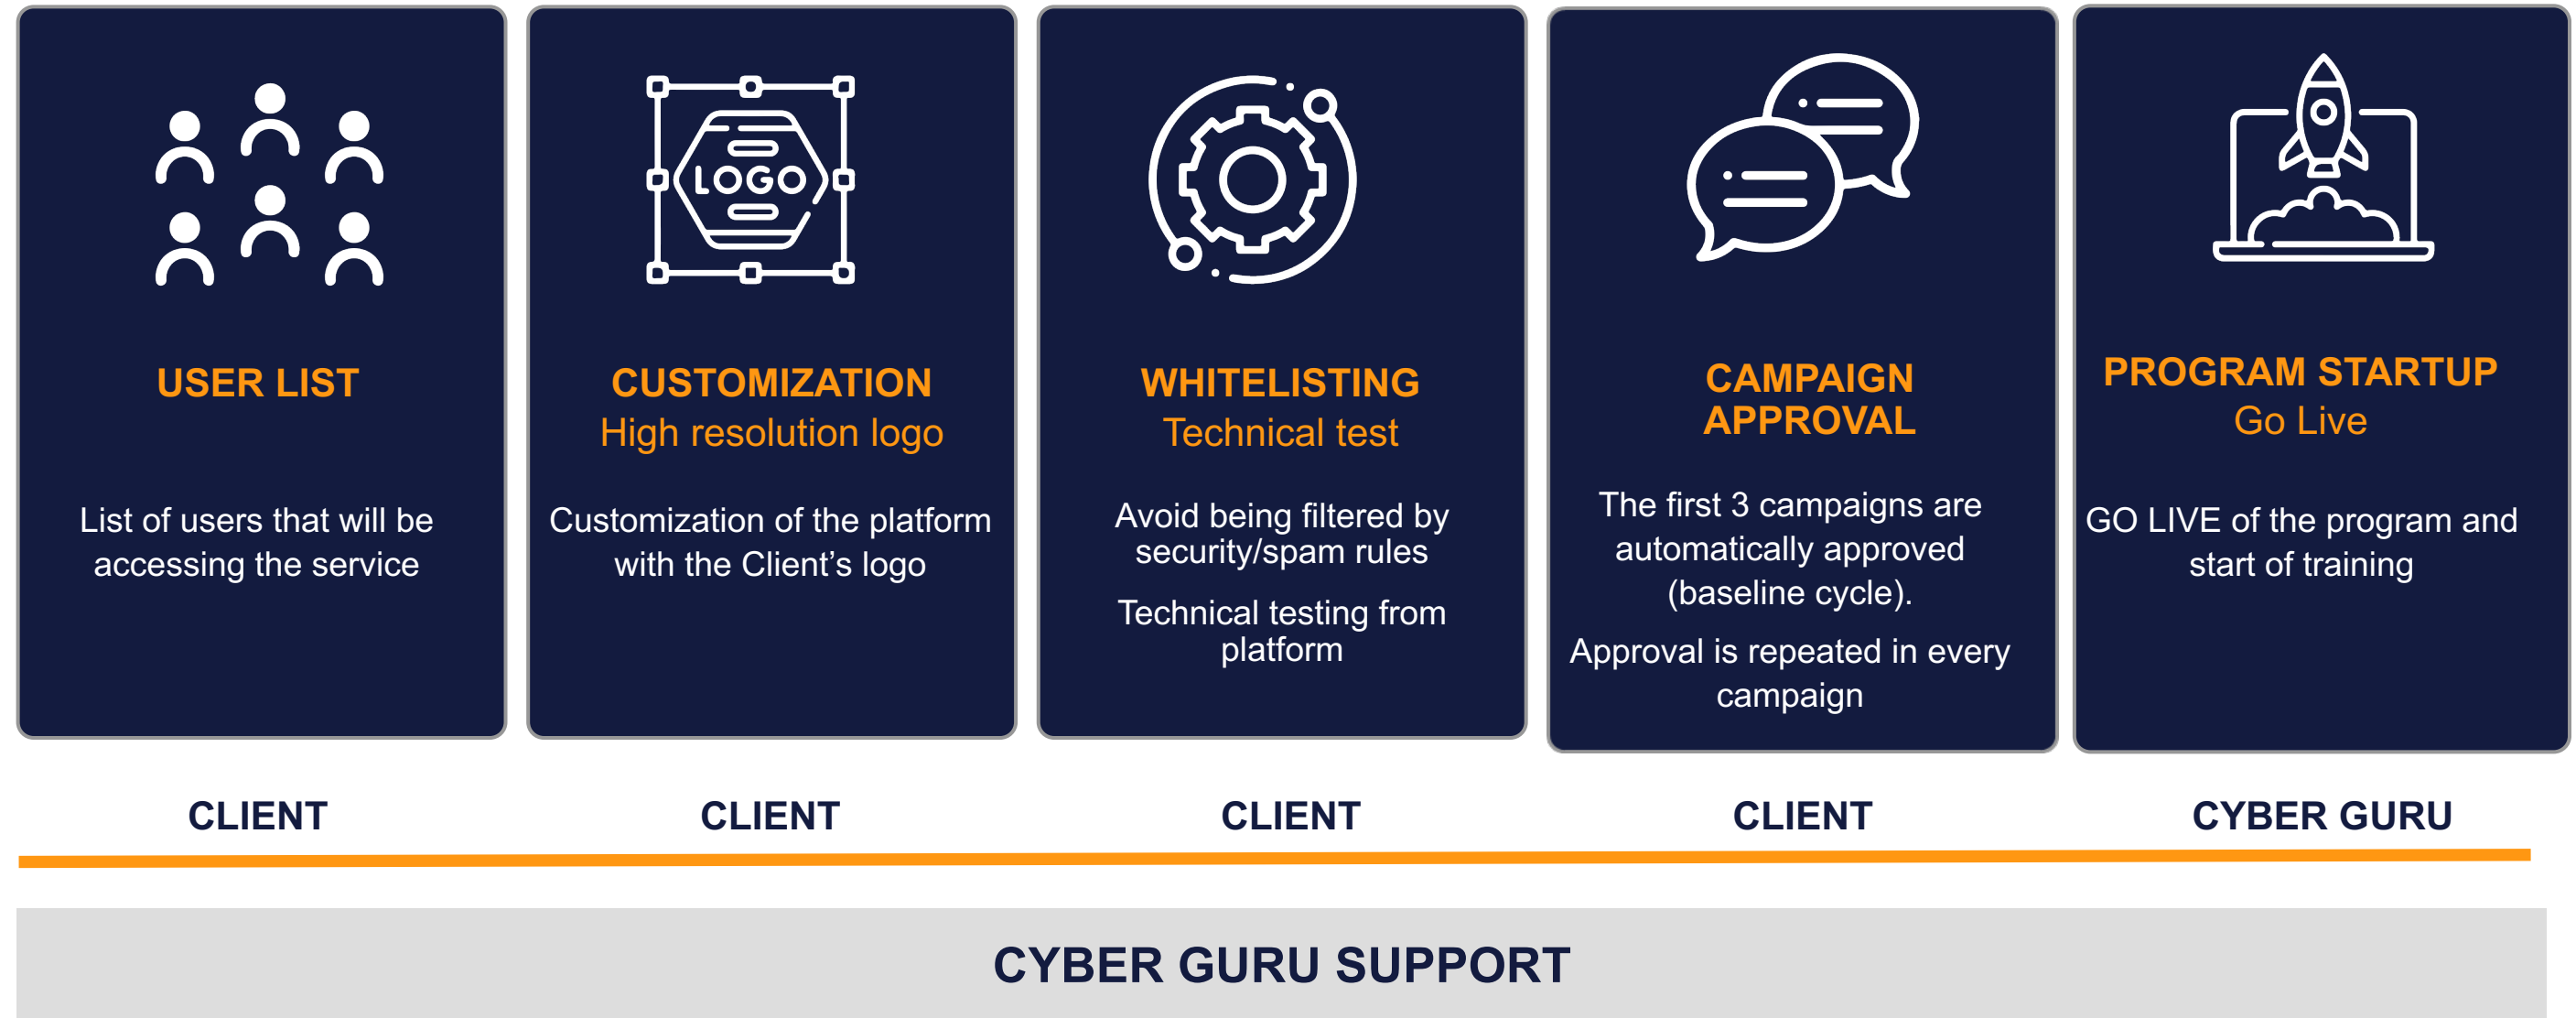 LOGO
USER LIST
List of users that will be
accessing the service
CUSTOMIZATION
High resolution logo
Customization of the platform
with the Client’s logo
WHITELISTING
Technical test
Avoid being filtered by
security/spam rules
Technical testing from
platform
CAMPAIGN
APPROVAL
The first 3 campaigns are
automatically approved
(baseline cycle).
Approval is repeated in every
campaign
PROGRAM STARTUP
Go Live
GO LIVE of the program and
start of training
CLIENT
CLIENT
CLIENT
CLIENT
CYBER GURU
CYBER GURU SUPPORT